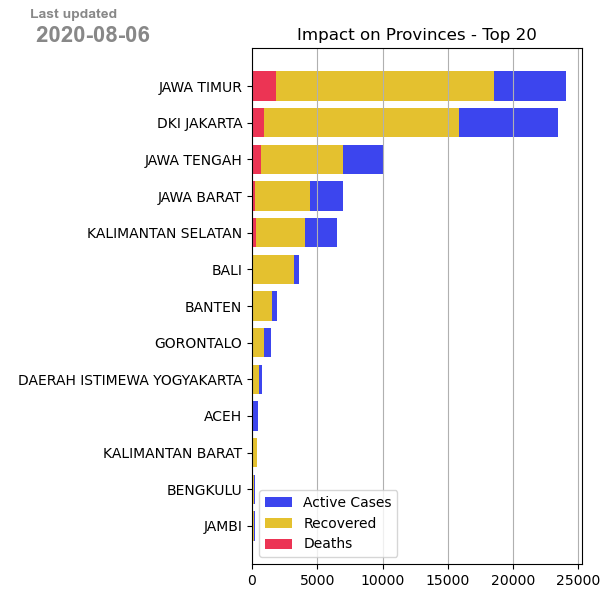 Last updated
2020-08-06
Impact on Provinces - Top 20
JAWA TIMUR
DKI JAKARTA
JAWA TENGAH
JAWA BARAT
KALIMANTAN SELATAN
BALI
BANTEN
GORONTALO
DAERAH ISTIMEWA YOGYAKARTA
ACEH
KALIMANTAN BARAT
BENGKULU
JAMBI
Active Cases
Recovered
Deaths
0 5000 10000 15000 20000 25000